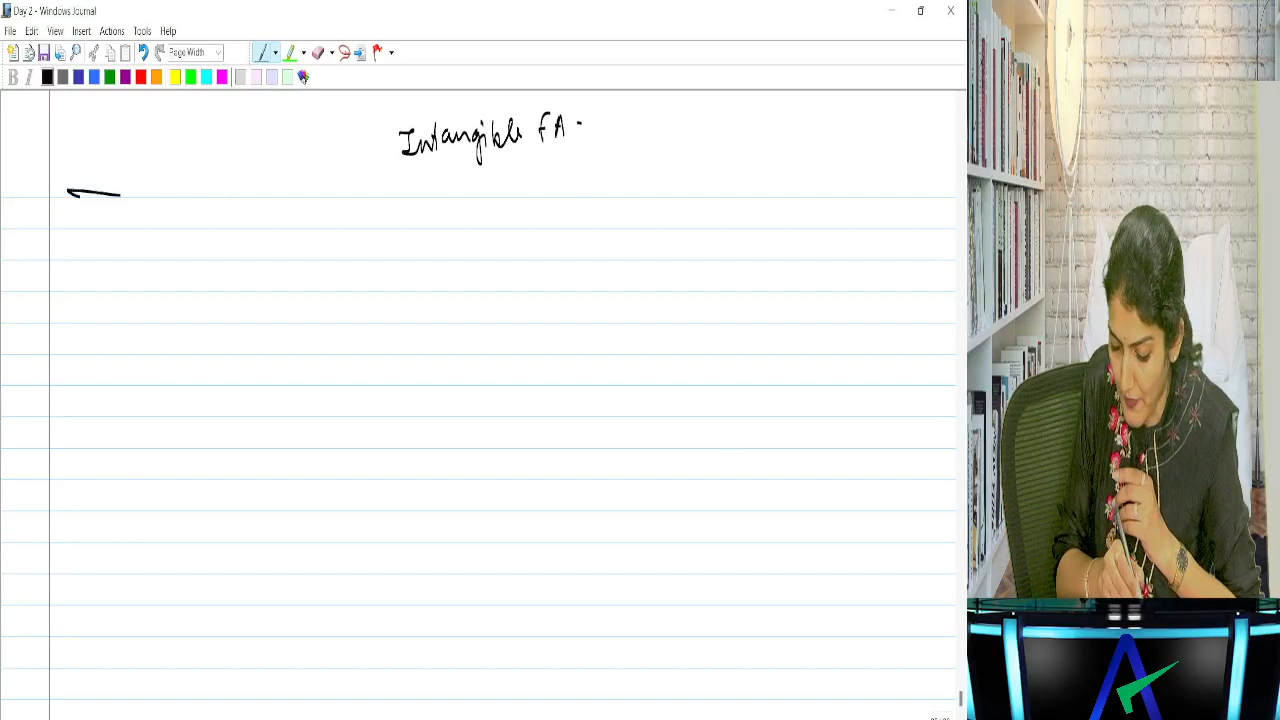 Day 2 - Windows Journal
File Edit View Insert Actions Tools Help
Page Width
B I
Intangible FA -